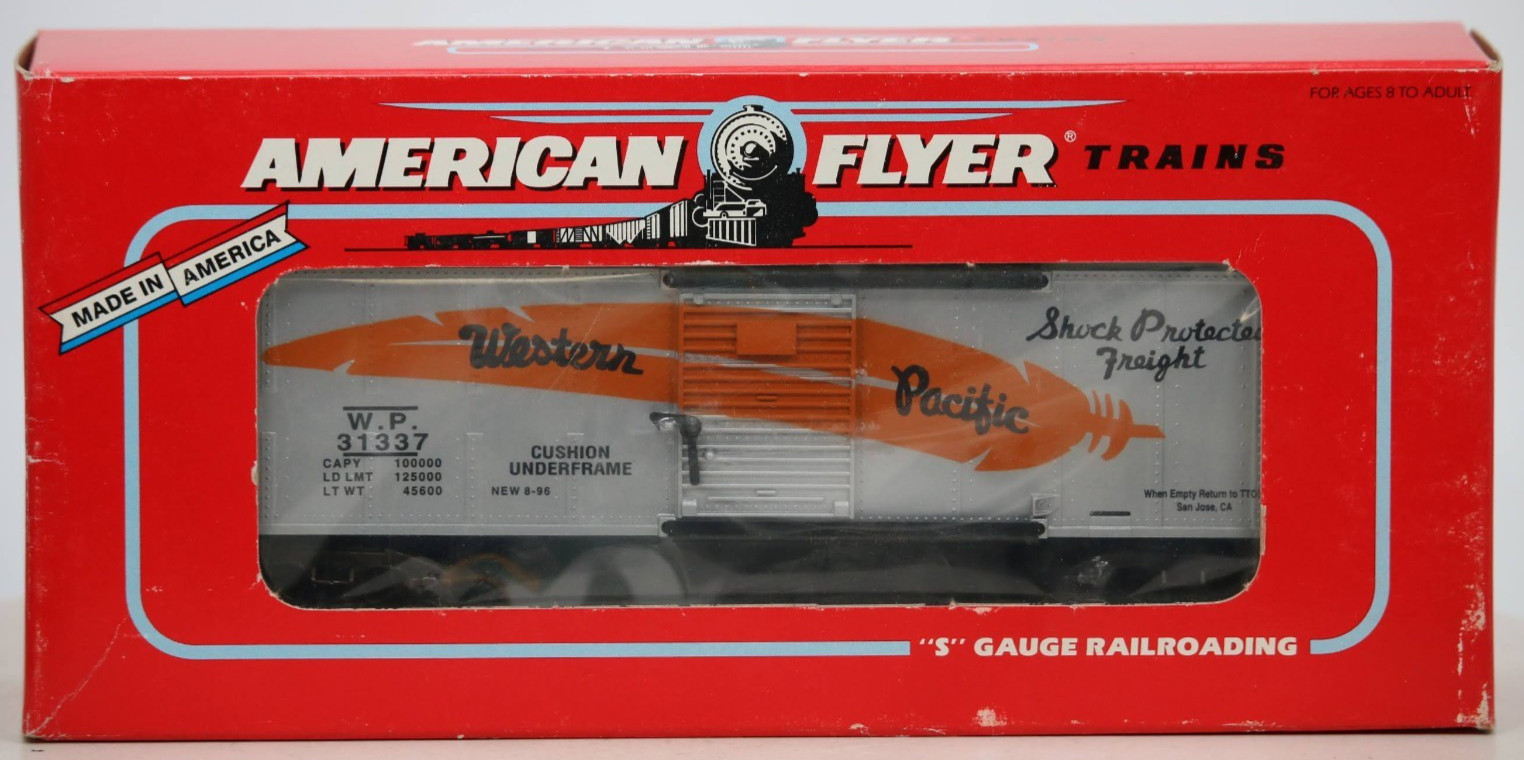 AMERICAN FLYER
FOR AGES 8 TO ADULT
AMERICAN FLYER® TRAINS
MADE IN AMERICA
Western Pacific
Shock Protected
Freight
W.P.
31337
CAPY 100000
LD LMT 125000
LT WT 45600
CUSHION
UNDERFRAME
NEW 8-96
When Empty Return to TTO
San Jose, CA
"S" GAUGE RAILROADING